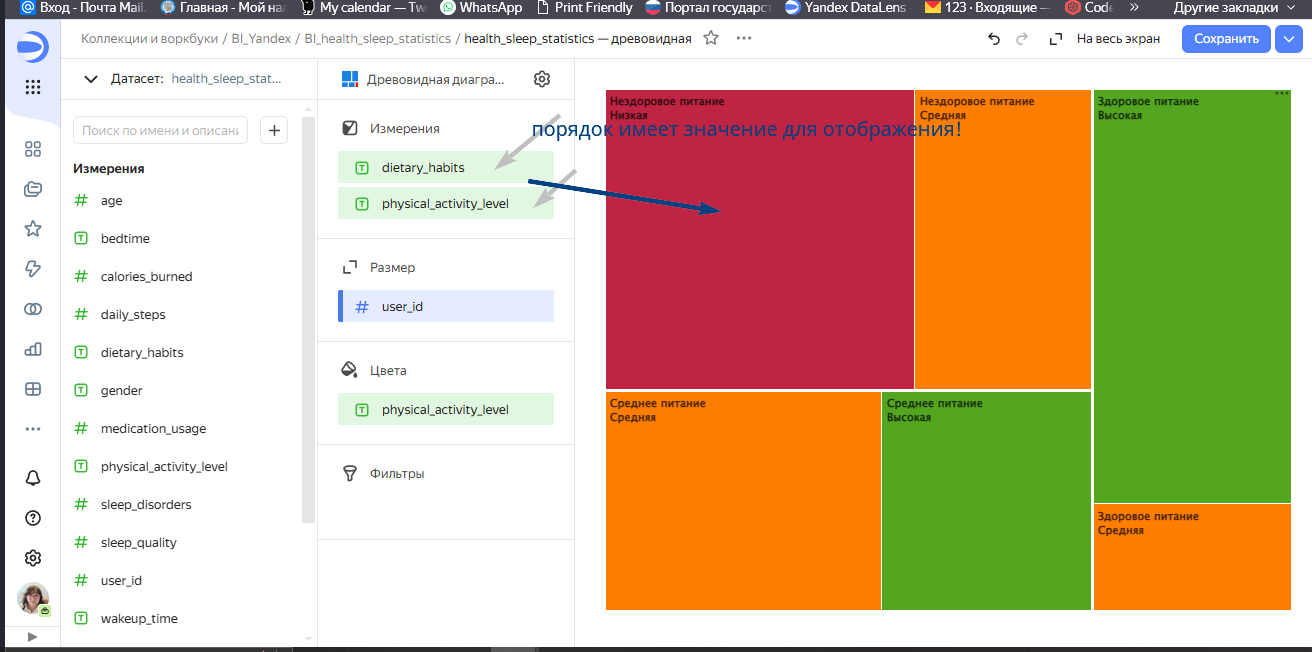 Вход - Почта Mail.
Главная - Мой на
My calendar — Tw
WhatsApp
Print Friendly
Портал государст
Yandex DataLens
123 · Входящие —
Code
»
Другие закладки
Коллекции и воркбуки / BI_Yandex / BI_health_sleep_statistics / health_sleep_statistics — древовидная
На весь экран
Сохранить
Датасет: health_sleep_stat...
Поиск по имени и описани
+
Измерения
# age
T bedtime
# calories_burned
# daily_steps
T dietary_habits
T gender
# medication_usage
T physical_activity_level
# sleep_disorders
# sleep_quality
# user_id
T wakeup_time
Древовидная диагра...
Измерения
T dietary_habits
T physical_activity_level
Размер
# user_id
Цвета
T physical_activity_level
Фильтры
порядок имеет значение для отображения!
Нездоровое питание
Низкая
Нездоровое питание
Средняя
Здоровое питание
Высокая
Среднее питание
Средняя
Среднее питание
Высокая
Здоровое питание
Средняя